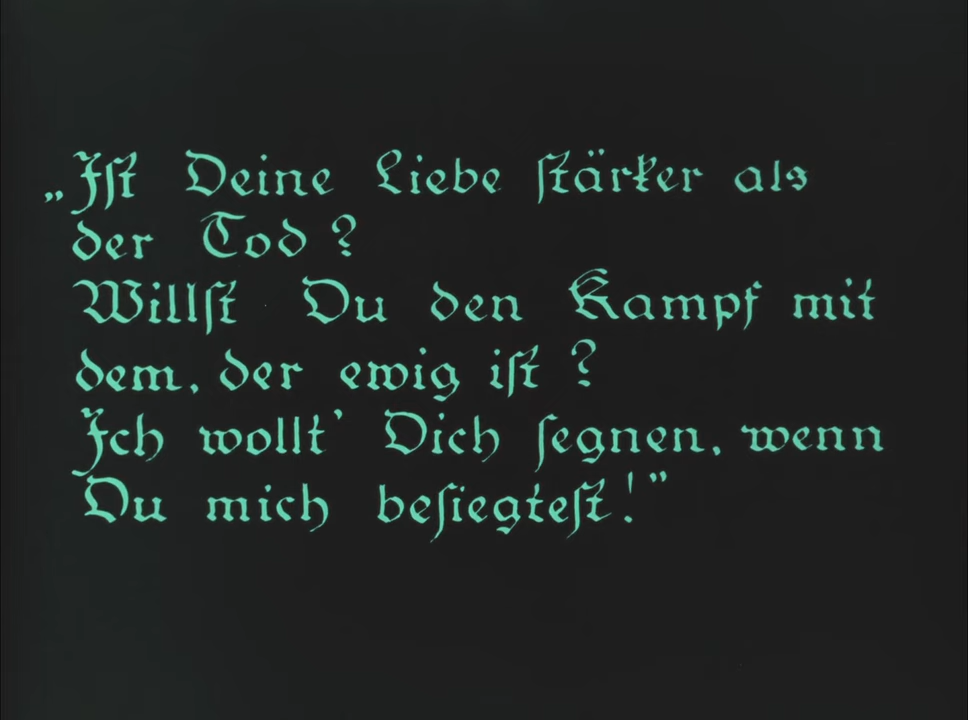 „Iſt Deine Liebe ſtärker als
der Tod?
Willſt Du den Kampf mit
dem, der ewig iſt?
Ich wollt' Dich ſegnen, wenn
Du mich beſiegteſt!”